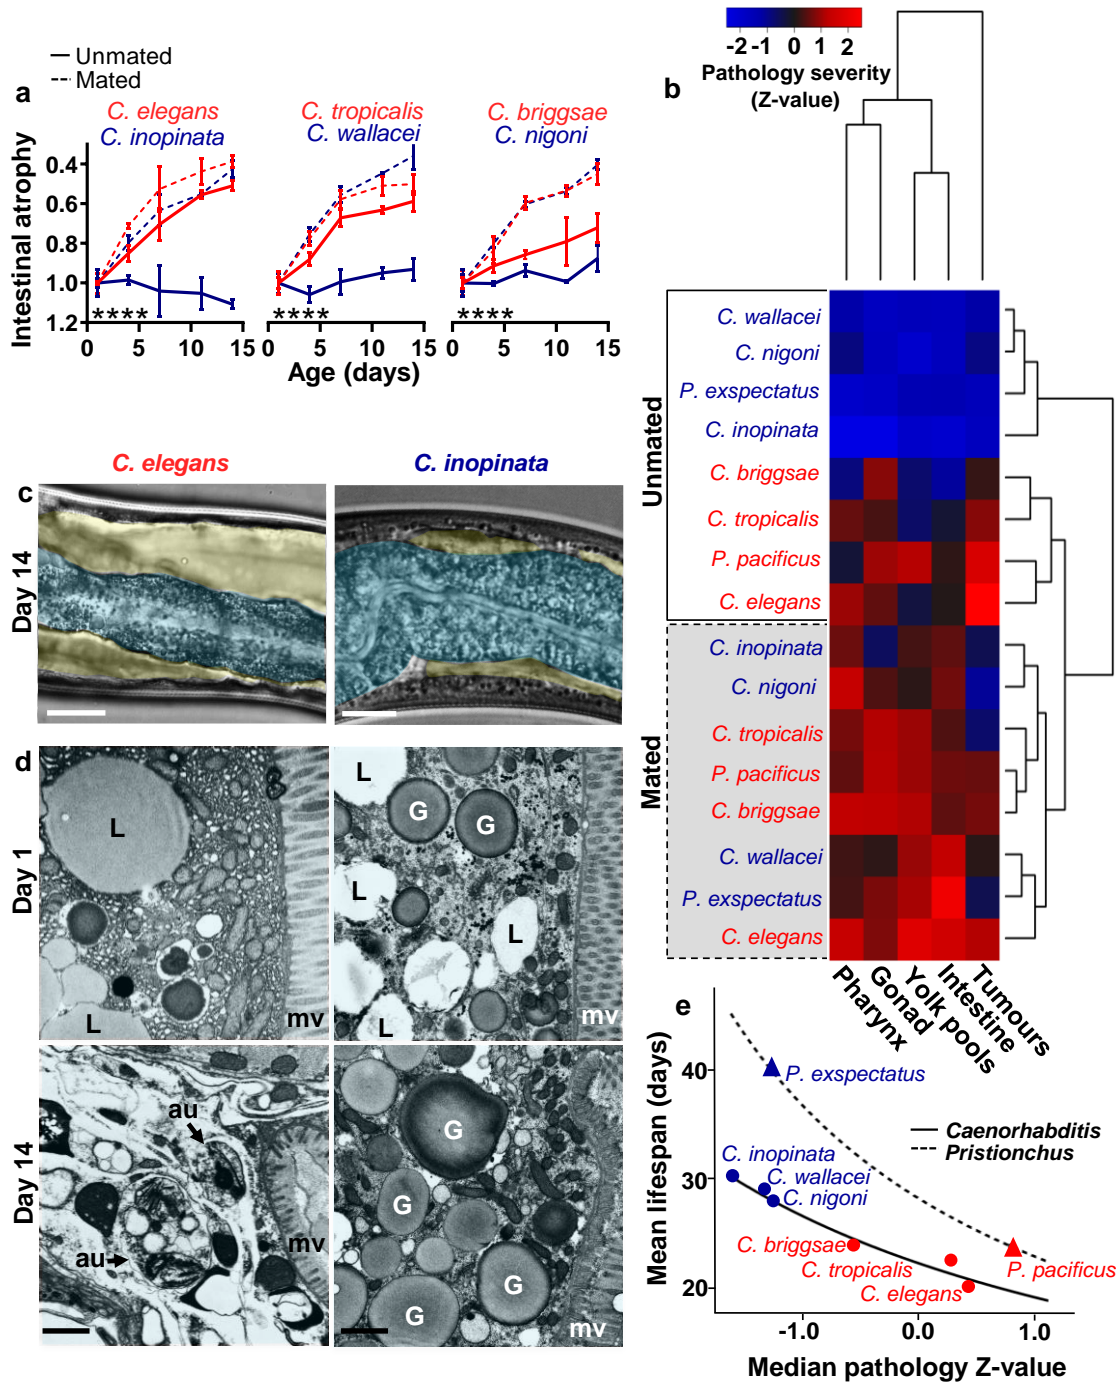 Unmated
Mated
a
C. elegans
C. inopinata
C. tropicalis
C. wallacei
C. briggsae
C. nigoni
Intestinal atrophy
0.4
0.6
0.8
1.0
1.2
****
****
****
0 5 10 15
0 5 10 15
0 5 10 15
Age (days)
b
-2 -1 0 1 2
Pathology severity
(Z-value)
Unmated
C. wallacei
C. nigoni
P. exspectatus
C. inopinata
C. briggsae
C. tropicalis
P. pacificus
C. elegans
Mated
C. inopinata
C. nigoni
C. tropicalis
P. pacificus
C. briggsae
C. wallacei
P. exspectatus
C. elegans
Pharynx
Gonad
Yolk pools
Intestine
Tumours
c
C. elegans
C. inopinata
Day 14
d
Day 1
L
L
mv
L
G
G
L
L
L
mv
Day 14
au
au
mv
G
G
G
G
mv
e
Mean lifespan (days)
40
30
20
P. exspectatus
Caenorhabditis
Pristionchus
C. inopinata
C. wallacei
C. nigoni
C. briggsae
C. tropicalis
C. elegans
P. pacificus
-1.0 0.0 1.0
Median pathology Z-value